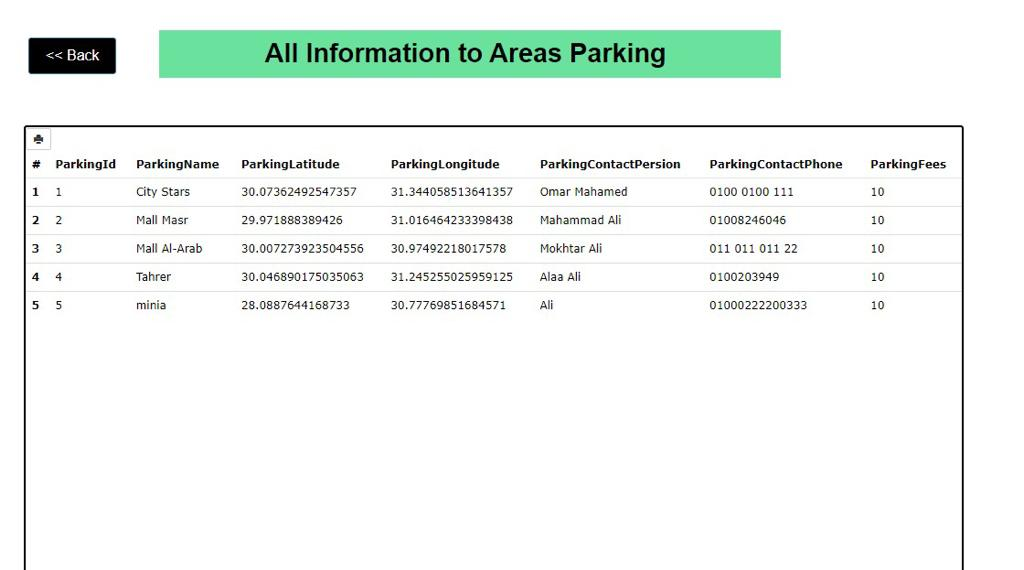 << Back
All Information to Areas Parking
# ParkingId ParkingName ParkingLatitude ParkingLongitude ParkingContactPersion ParkingContactPhone ParkingFees
1 1 City Stars 30.07362492547357 31.344058513641357 Omar Mahamed 0100 0100 111 10
2 2 Mall Masr 29.971888389426 31.016464233398438 Mahammad Ali 01008246046 10
3 3 Mall Al-Arab 30.007273923504556 30.97492218017578 Mokhtar Ali 011 011 011 22 10
4 4 Tahrer 30.046890175035063 31.245255025959125 Alaa Ali 0100203949 10
5 5 minia 28.0887644168733 30.77769851684571 Ali 01000222200333 10